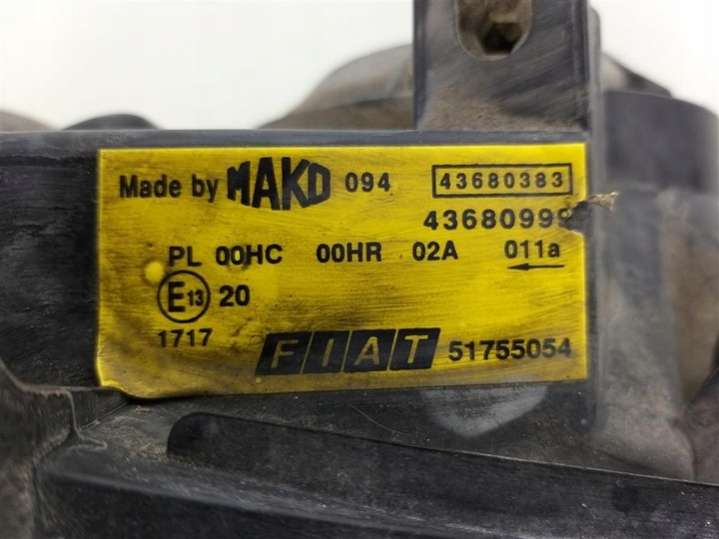 Made by MAKO 094 43680383
43680999
PL 00HC 00HR 02A 011a
E13 20
1717
FIAT 51755054